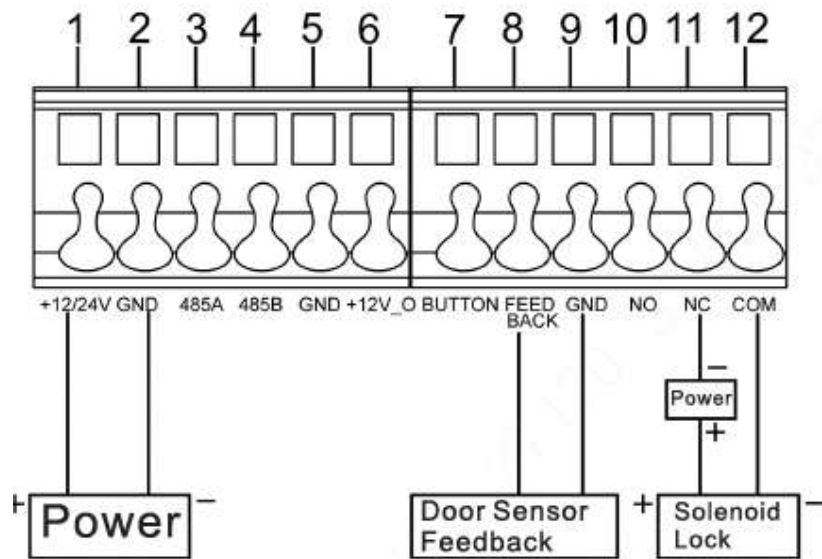 1 2 3 4 5 6 7 8 9 10 11 12
+12/24V GND 485A 485B GND +12V_O BUTTON FEED GND NO NC COM
BACK
−
Power
+
+ Power −
Door Sensor
Feedback
+ Solenoid −
Lock